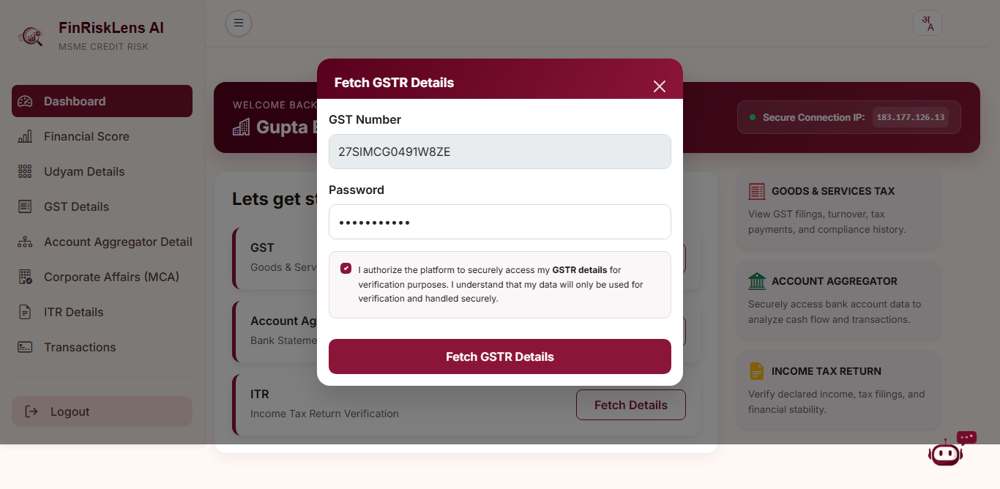 FinRiskLens AI
MSME CREDIT RISK
Dashboard
Financial Score
Udyam Details
GST Details
Account Aggregator Detail
Corporate Affairs (MCA)
ITR Details
Transactions
Logout
अ
A
WELCOME BACK
Gupta
Secure Connection IP: 183.177.126.13
Lets get
GST
Goods & Serv
Account Ag
Bank Stateme
ITR
Income Tax Return Verification
Fetch Details
Fetch GSTR Details
GST Number
27SIMCG0491W8ZE
Password
•••••••••••
I authorize the platform to securely access my GSTR details for
verification purposes. I understand that my data will only be used for
verification and handled securely.
Fetch GSTR Details
GOODS & SERVICES TAX
View GST filings, turnover, tax
payments, and compliance history.
ACCOUNT AGGREGATOR
Securely access bank account data to
analyze cash flow and transactions.
INCOME TAX RETURN
Verify declared income, tax filings, and
financial stability.